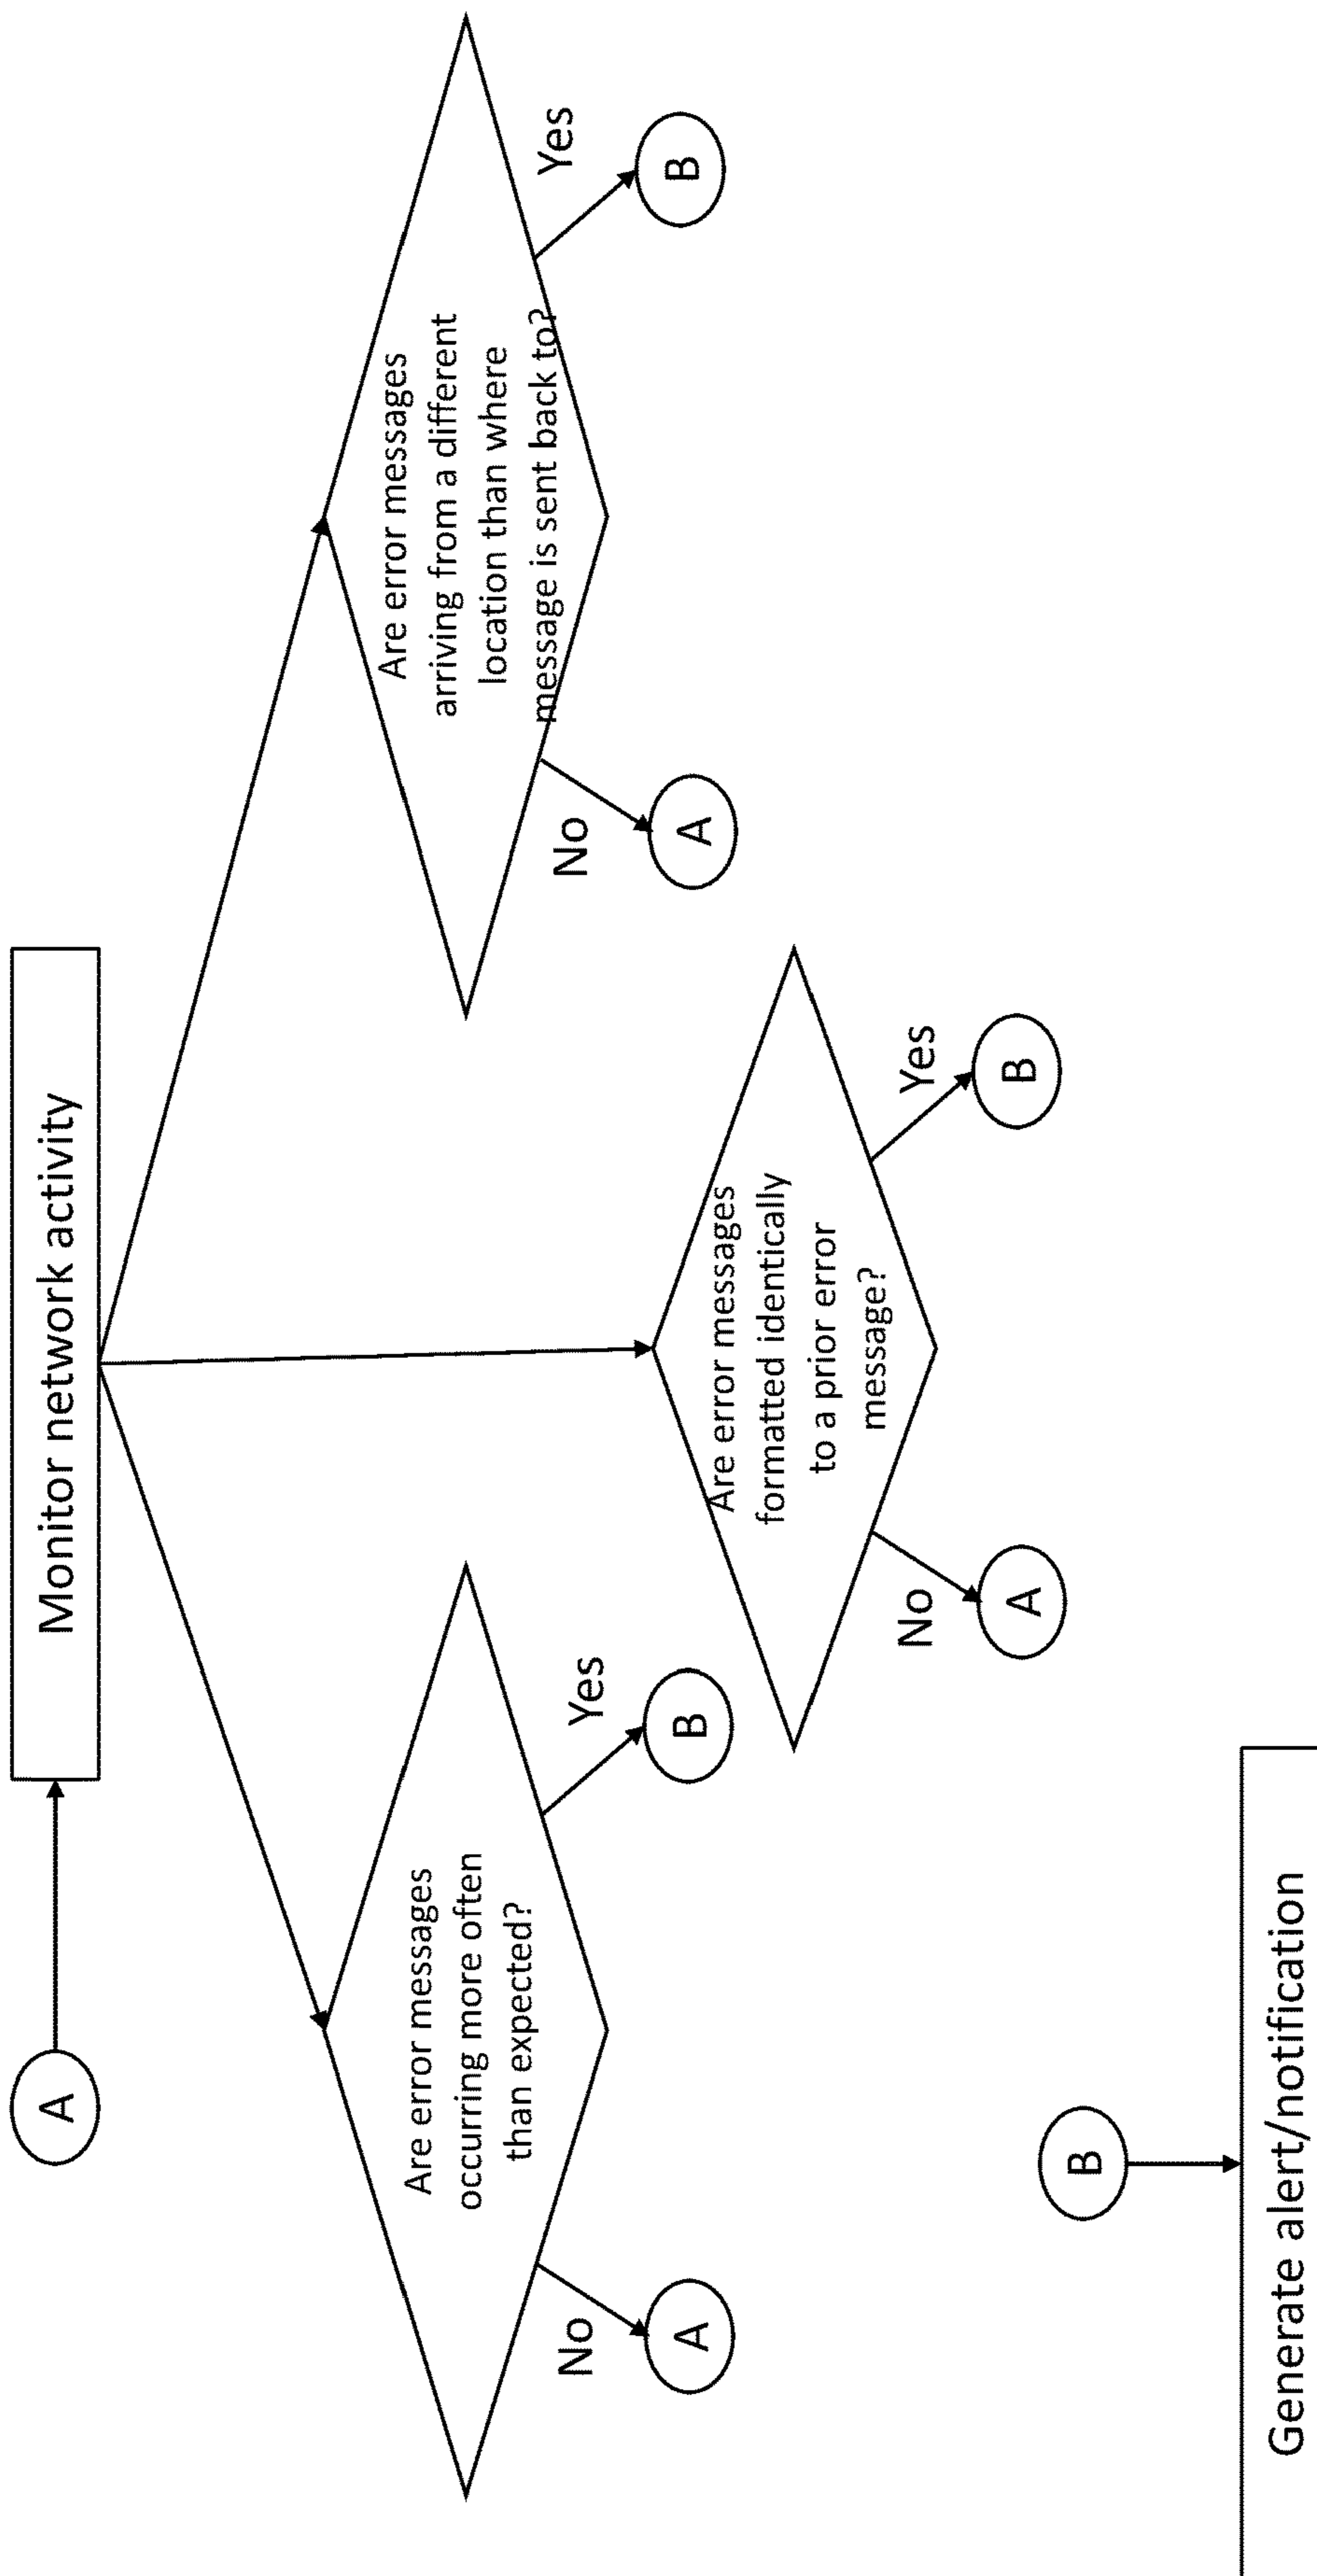 A
Monitor network activity
Are error messages
occurring more often
than expected?
No
A
Yes
B
Are error messages
formatted identically
to a prior error
message?
No
A
Yes
B
Are error messages
arriving from a different
location than where
message is sent back to?
No
A
Yes
B
B
Generate alert/notification